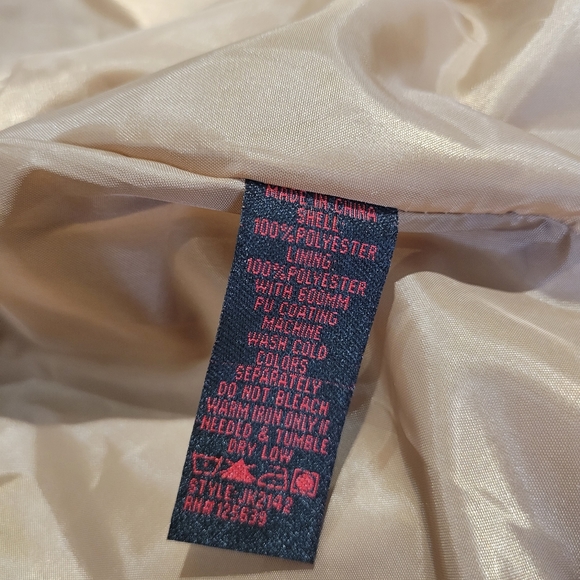 MADE IN CHINA
SHELL
100%POLYESTER
LINING
100%POLYESTER
WITH 600MM
PU COATING
MACHINE
WASH COLD
COLORS
SEPARATELY
DO NOT BLEACH
WARM IRON,ONLY IF
NEEDED & TUMBLE
DRY LOW
STYLE:JK2142
RN# 125639